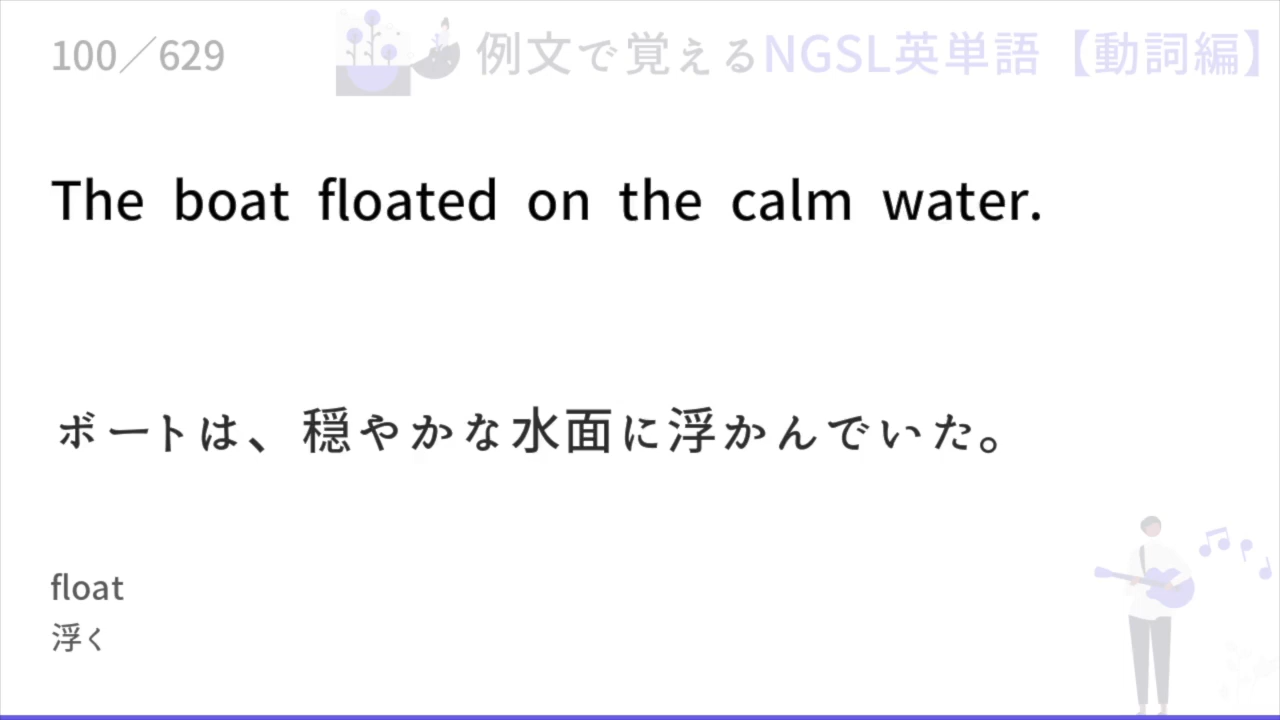 100／629
例文で覚えるNGSL英単語【動詞編】
The boat floated on the calm water.
ボートは、穏やかな水面に浮かんでいた。
float
浮く